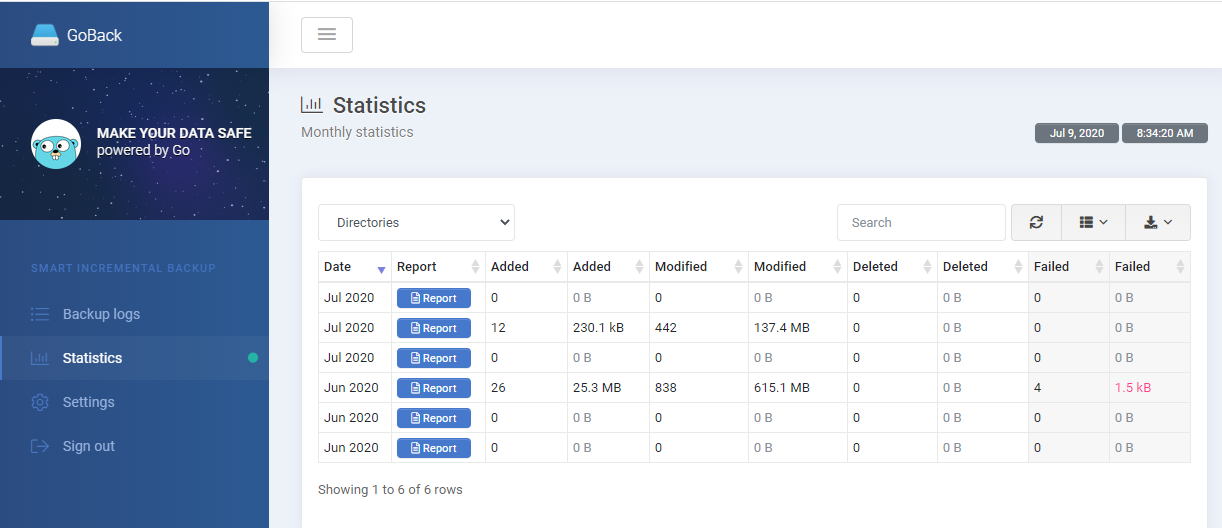 GoBack
MAKE YOUR DATA SAFE
powered by Go
SMART INCREMENTAL BACKUP
Backup logs
Statistics
Settings
Sign out
Statistics
Monthly statistics
Jul 9, 2020 8:34:20 AM
Directories Search
Date Report Added Added Modified Modified Deleted Deleted Failed Failed
Jul 2020 Report 0 0 B 0 0 B 0 0 B 0 0 B
Jul 2020 Report 12 230.1 kB 442 137.4 MB 0 0 B 0 0 B
Jul 2020 Report 0 0 B 0 0 B 0 0 B 0 0 B
Jun 2020 Report 26 25.3 MB 838 615.1 MB 0 0 B 4 1.5 kB
Jun 2020 Report 0 0 B 0 0 B 0 0 B 0 0 B
Jun 2020 Report 0 0 B 0 0 B 0 0 B 0 0 B
Showing 1 to 6 of 6 rows